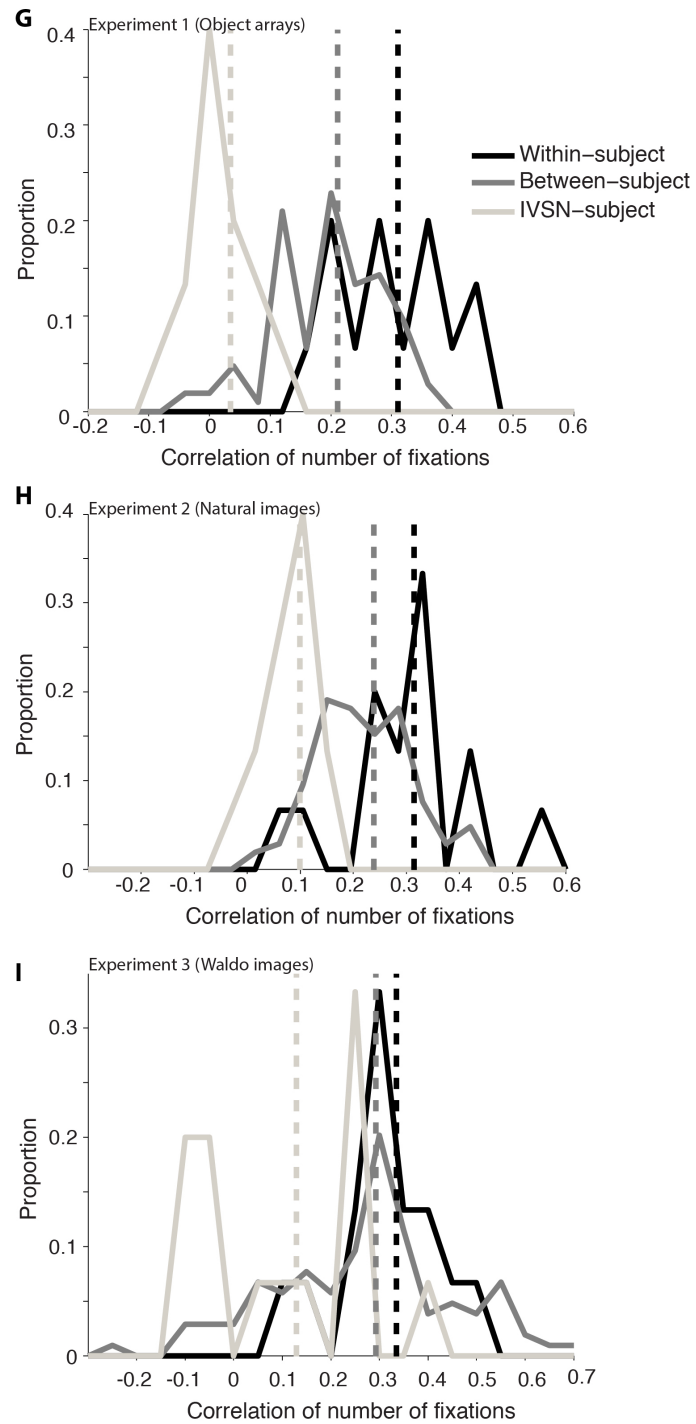 G
Experiment 1 (Object arrays)
0.4
0.3
0.2
0.1
0
Proportion
Within−subject
Between−subject
IVSN−subject
-0.2 -0.1 0 0.1 0.2 0.3 0.4 0.5 0.6
Correlation of number of fixations
H
Experiment 2 (Natural images)
0.4
0.3
0.2
0.1
0
Proportion
-0.2 -0.1 0 0.1 0.2 0.3 0.4 0.5 0.6
Correlation of number of fixations
I
Experiment 3 (Waldo images)
0.3
0.2
0.1
0
Proportion
-0.2 -0.1 0 0.1 0.2 0.3 0.4 0.5 0.6 0.7
Correlation of number of fixations